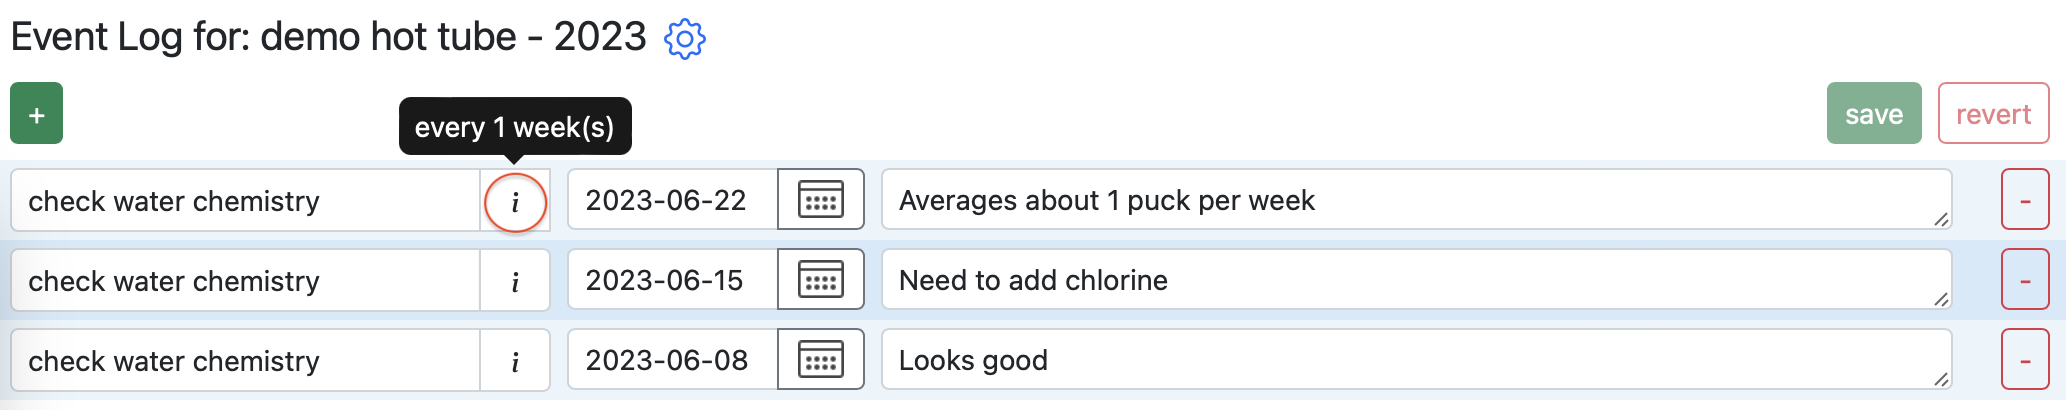 Event Log for: demo hot tube - 2023
+
every 1 week(s)
save revert
check water chemistry i 2023-06-22 Averages about 1 puck per week -
check water chemistry i 2023-06-15 Need to add chlorine -
check water chemistry i 2023-06-08 Looks good -